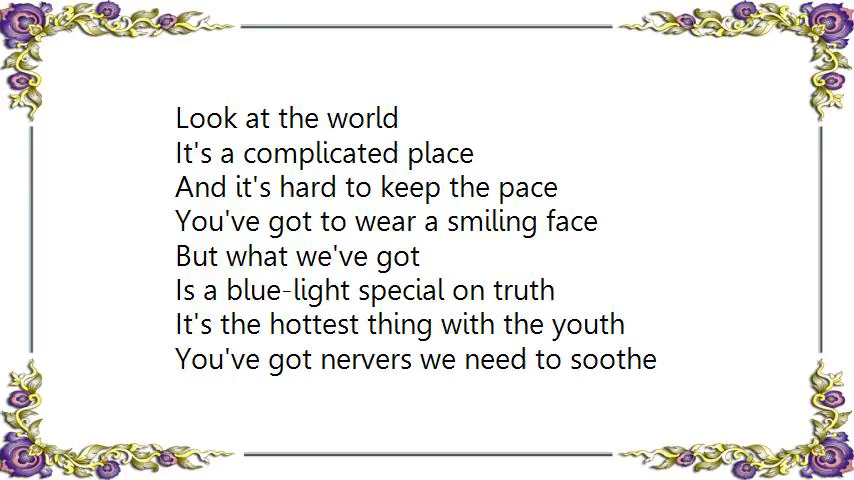 Look at the world
It's a complicated place
And it's hard to keep the pace
You've got to wear a smiling face
But what we've got
Is a blue-light special on truth
It's the hottest thing with the youth
You've got nervers we need to soothe